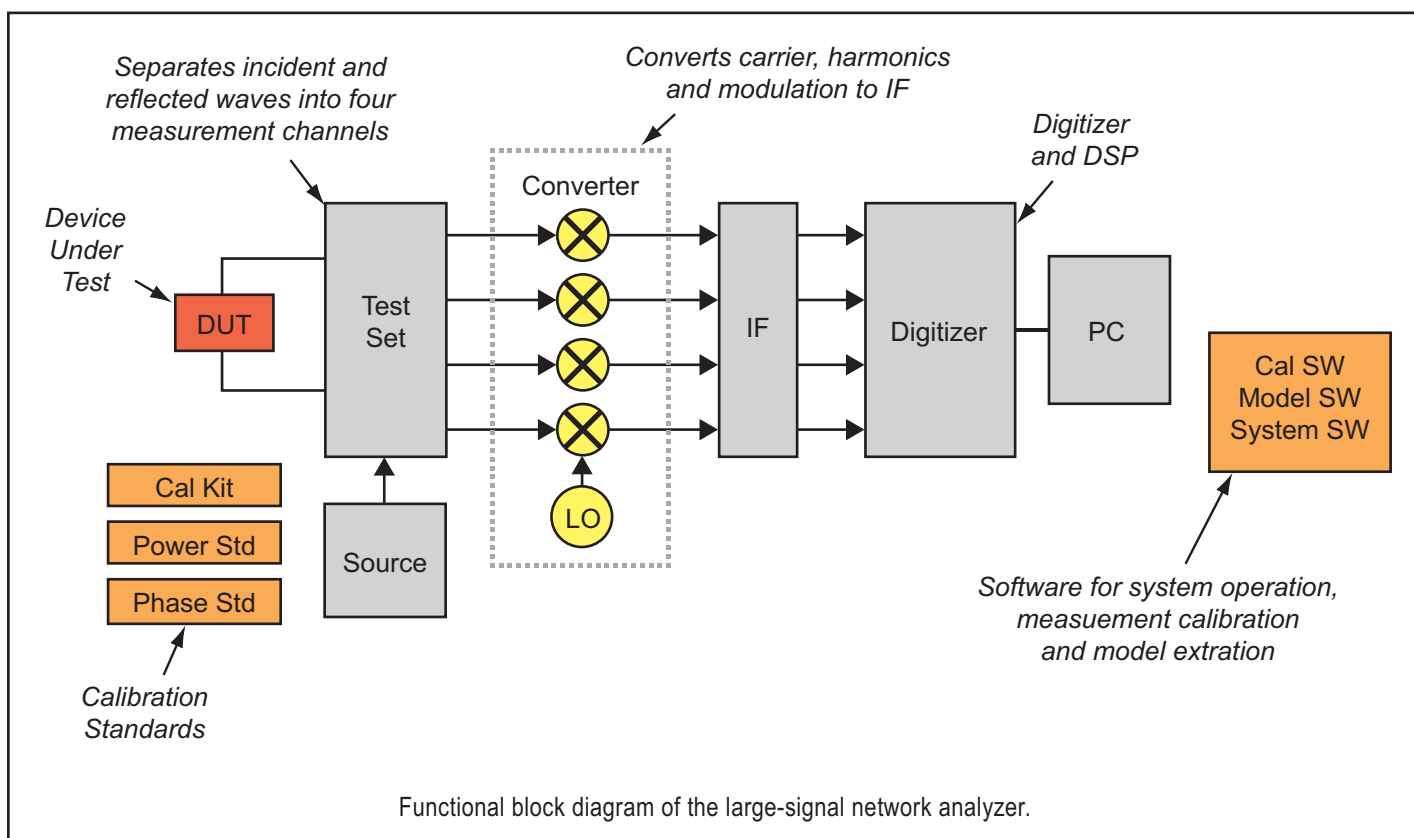 Separates incident and
reflected waves into four
measurement channels
Converts carrier, harmonics
and modulation to IF
Digitizer
and DSP
Device
Under
Test
Converter
DUT
Test
Set
IF
Digitizer
PC
Cal SW
Model SW
System SW
Cal Kit
Power Std
Phase Std
Source
LO
Software for system operation,
measuement calibration
and model extration
Calibration
Standards
Functional block diagram of the large-signal network analyzer.